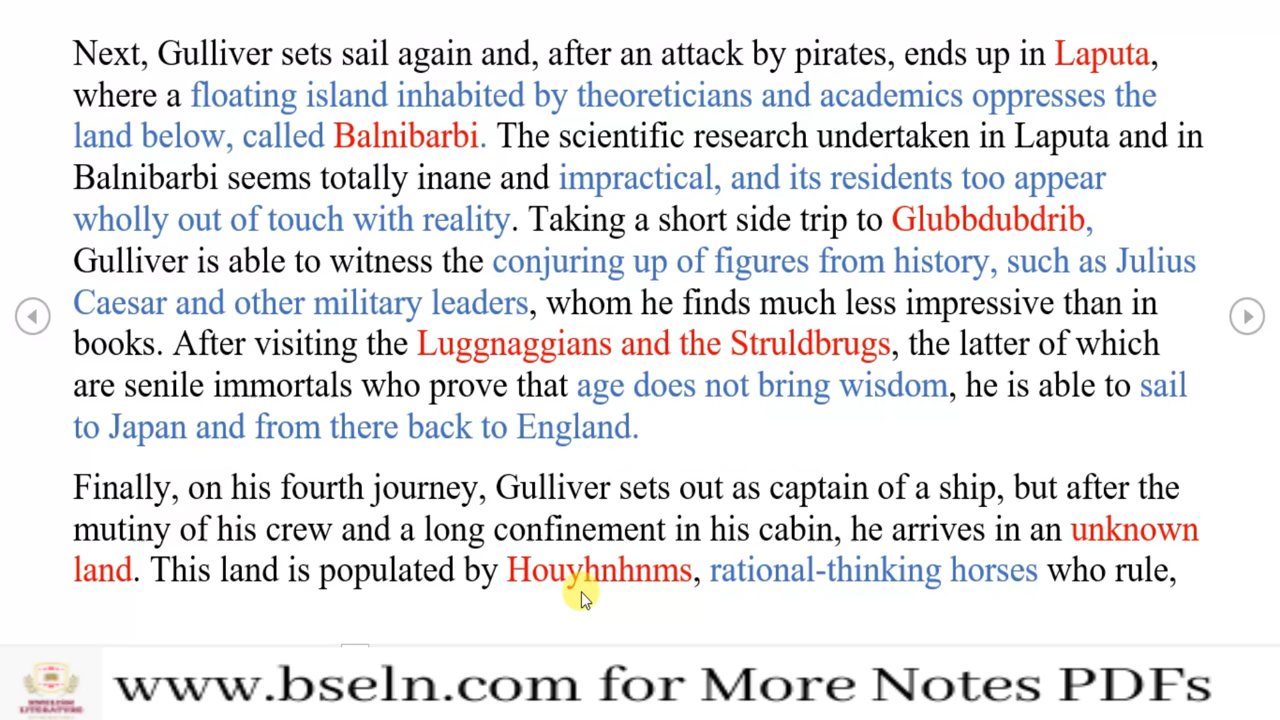 Next, Gulliver sets sail again and, after an attack by pirates, ends up in Laputa,
where a floating island inhabited by theoreticians and academics oppresses the
land below, called Balnibarbi. The scientific research undertaken in Laputa and in
Balnibarbi seems totally inane and impractical, and its residents too appear
wholly out of touch with reality. Taking a short side trip to Glubbdubdrib,
Gulliver is able to witness the conjuring up of figures from history, such as Julius
Caesar and other military leaders, whom he finds much less impressive than in
books. After visiting the Luggnaggians and the Struldbrugs, the latter of which
are senile immortals who prove that age does not bring wisdom, he is able to sail
to Japan and from there back to England.
Finally, on his fourth journey, Gulliver sets out as captain of a ship, but after the
mutiny of his crew and a long confinement in his cabin, he arrives in an unknown
land. This land is populated by Houyhnhnms, rational-thinking horses who rule,
www.bseln.com for More Notes PDFs